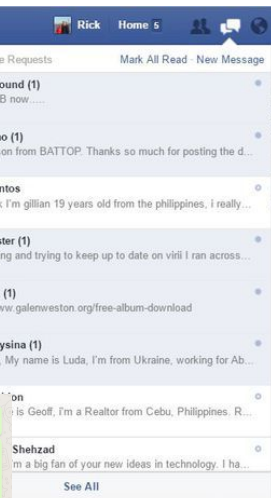 Rick Home 5
e Requests Mark All Read · New Message
ound (1)
B now.....
o (1)
on from BATTOP. Thanks so much for posting the d...
ntos
I'm gillian 19 years old from the philippines, i really...
ster (1)
ng and trying to keep up to date on virii I ran across...
(1)
ww.galenweston.org/free-album-download
ysina (1)
, My name is Luda, I'm from Ukraine, working for Ab...
ion
e is Geoff, i'm a Realtor from Cebu, Philippines. R...
Shehzad
m a big fan of your new ideas in technology. I ha...
See All